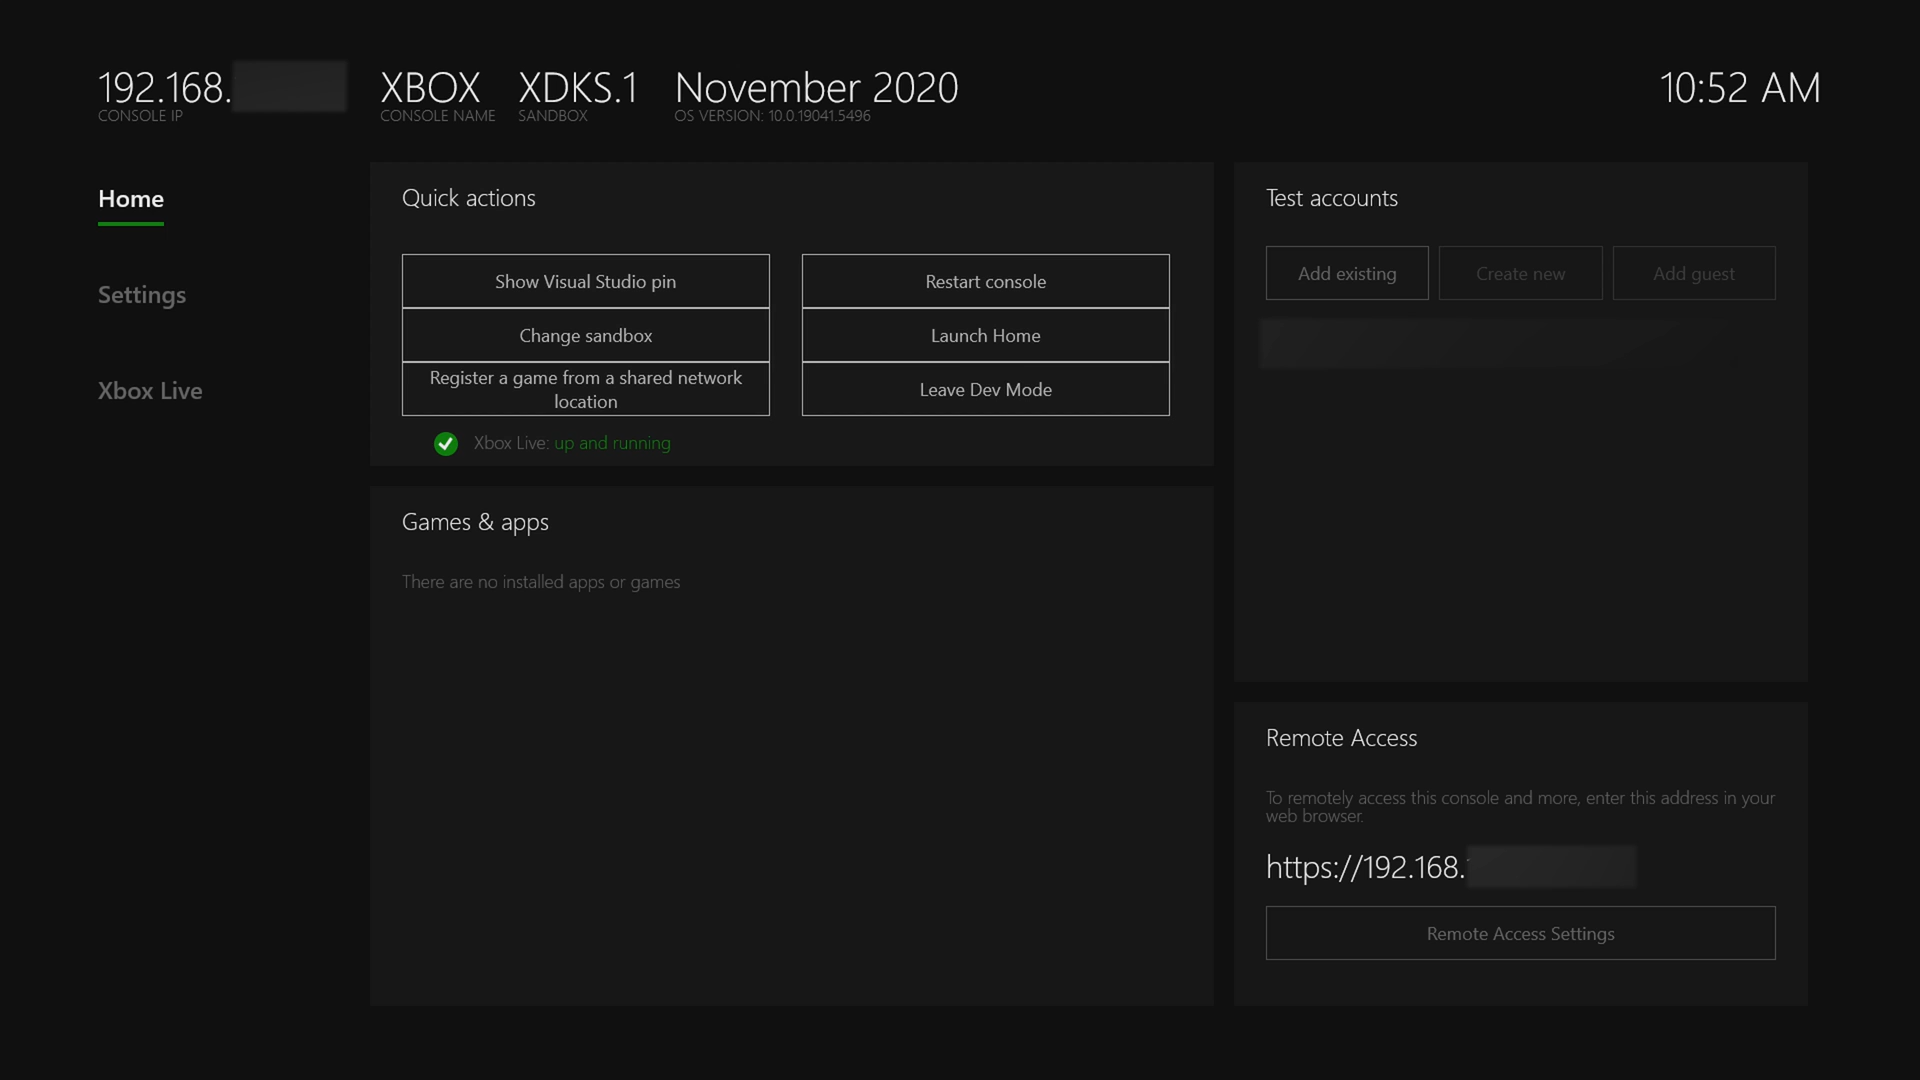 192.168.
CONSOLE IP
XBOX
CONSOLE NAME
XDKS.1
SANDBOX
November 2020
OS VERSION: 10.0.19041.5496
10:52 AM
Home
Settings
Xbox Live
Quick actions
Show Visual Studio pin
Change sandbox
Register a game from a shared network
location
Restart console
Launch Home
Leave Dev Mode
Xbox Live: up and running
Games & apps
There are no installed apps or games
Test accounts
Add existing
Create new
Add guest
Remote Access
To remotely access this console and more, enter this address in your
web browser.
https://192.168.
Remote Access Settings